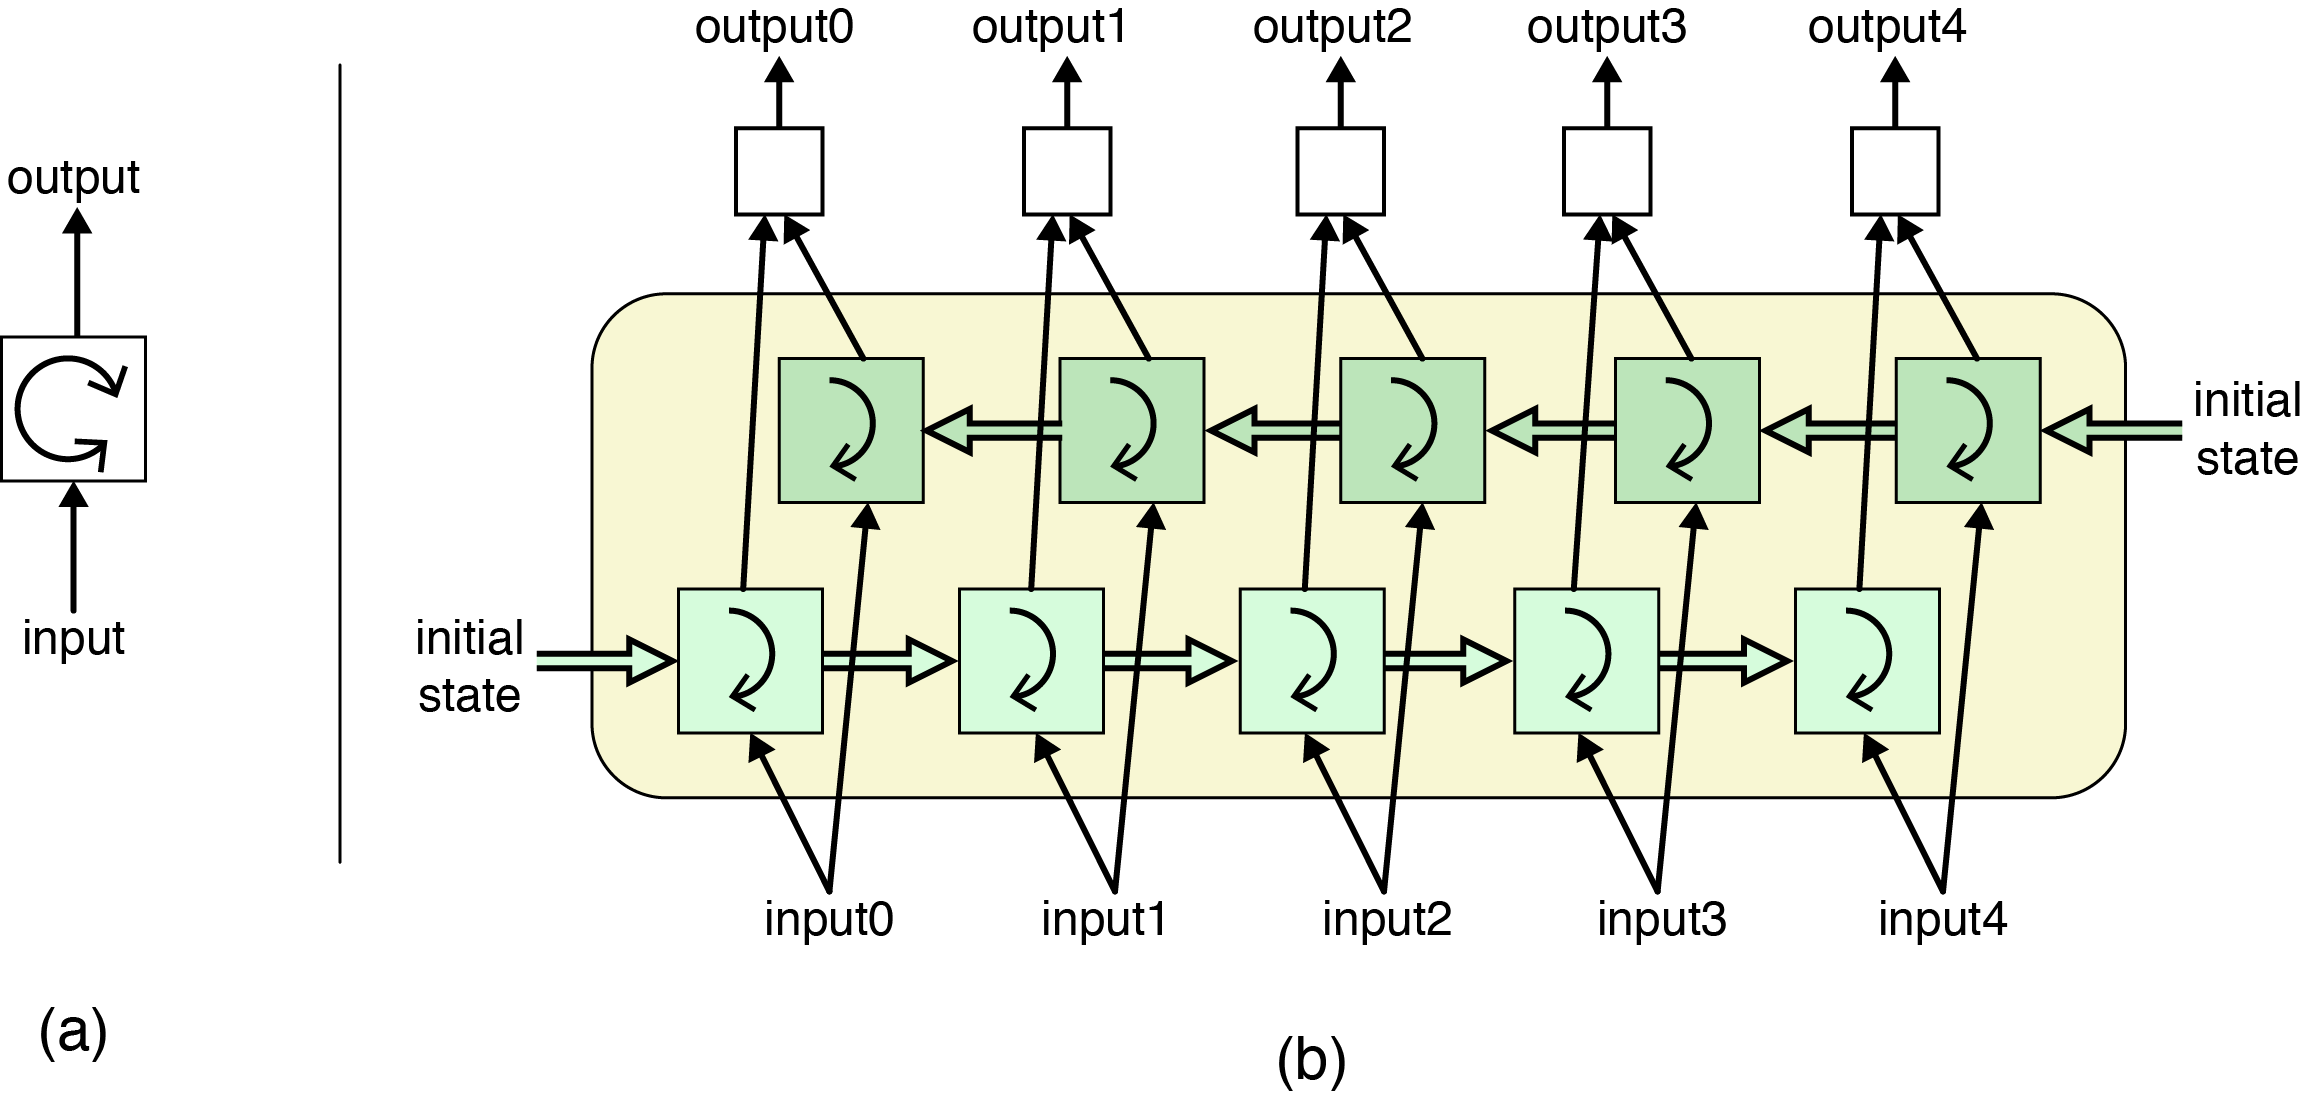 output0 output1 output2 output3 output4
output
initial
state
initial
state
input
input0 input1 input2 input3 input4
(a)
(b)